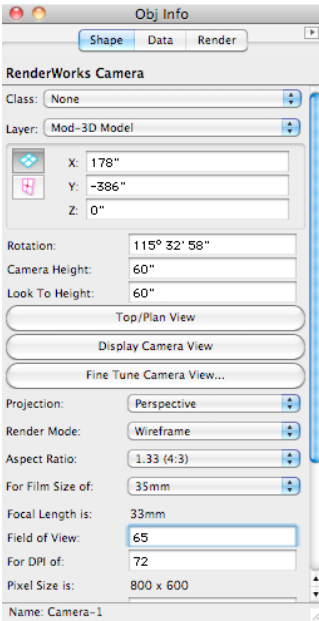 Obj Info
Shape Data Render
RenderWorks Camera
Class: None
Layer: Mod-3D Model
X: 178"
Y: -386"
Z: 0"
Rotation: 115° 32' 58"
Camera Height: 60"
Look To Height: 60"
Top/Plan View
Display Camera View
Fine Tune Camera View...
Projection: Perspective
Render Mode: Wireframe
Aspect Ratio: 1.33 (4:3)
For Film Size of: 35mm
Focal Length is: 33mm
Field of View: 65
For DPI of: 72
Pixel Size is: 800 x 600
Name: Camera-1